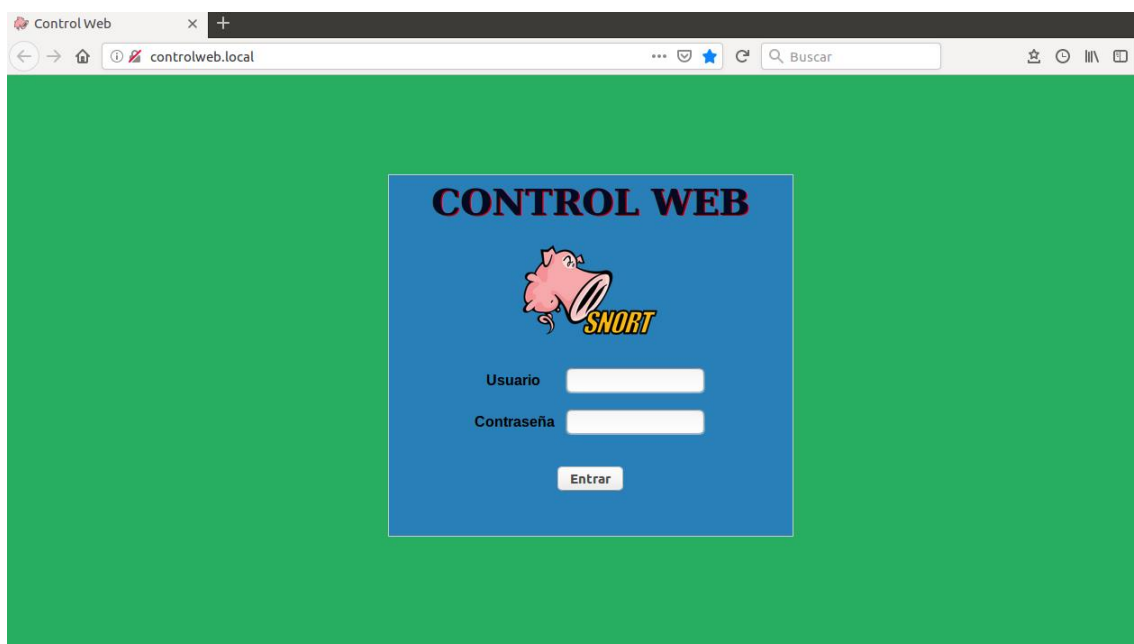 Control Web
controlweb.local
Buscar
CONTROL WEB
SNORT
Usuario
Contraseña
Entrar